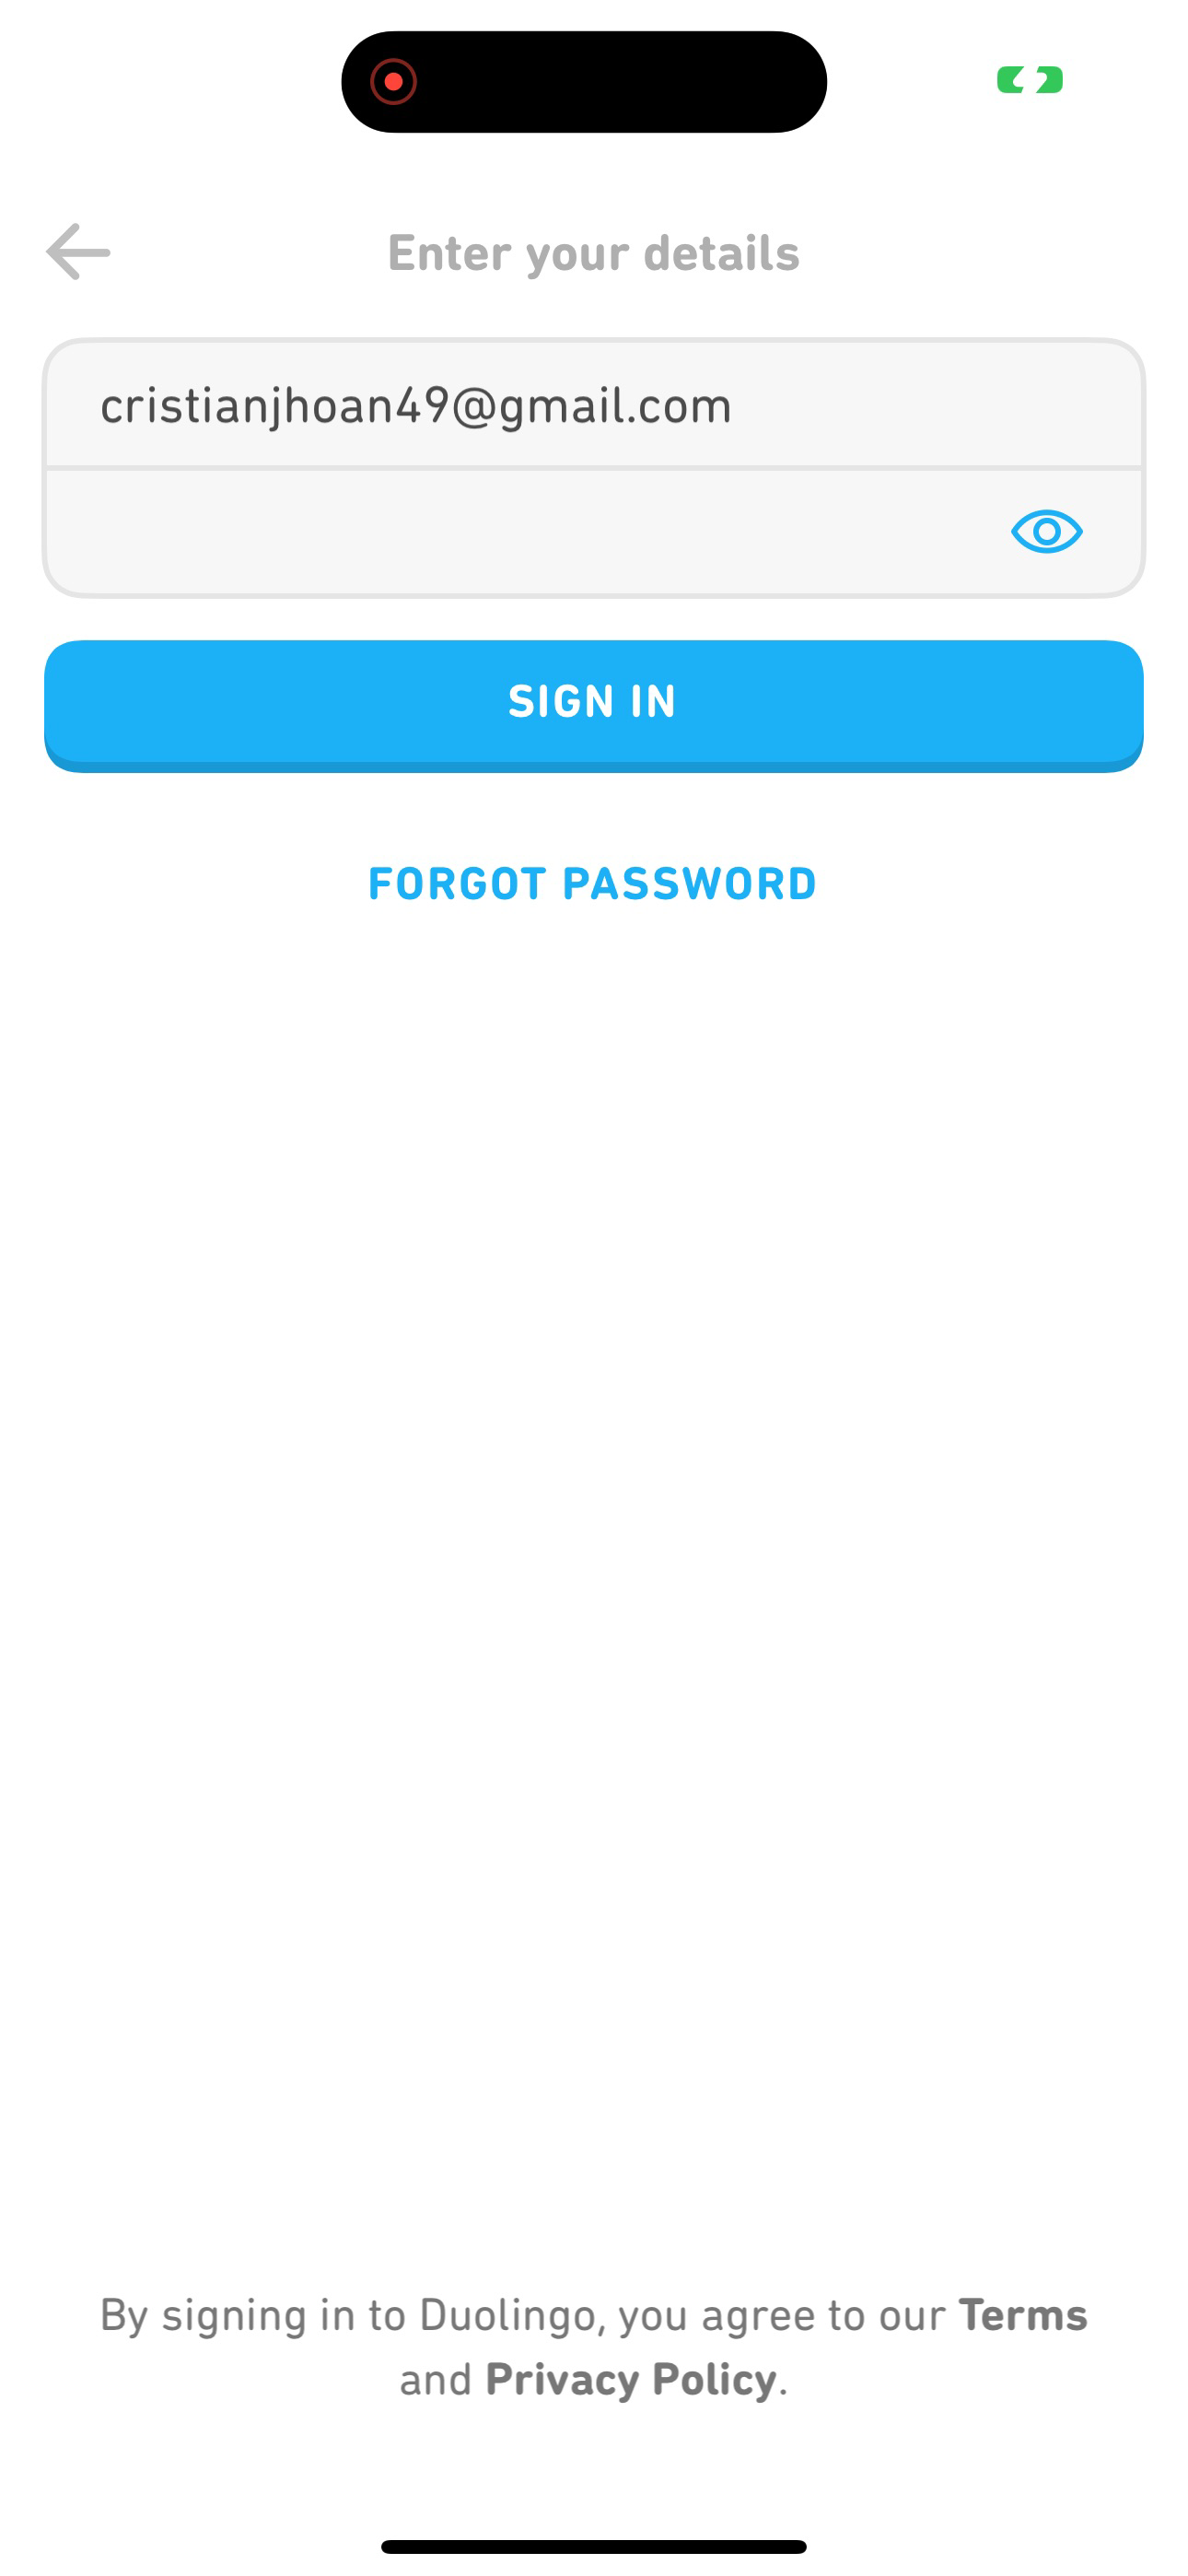 Enter your details
cristianjhoan49@gmail.com
SIGN IN
FORGOT PASSWORD
By signing in to Duolingo, you agree to our Terms
and Privacy Policy.